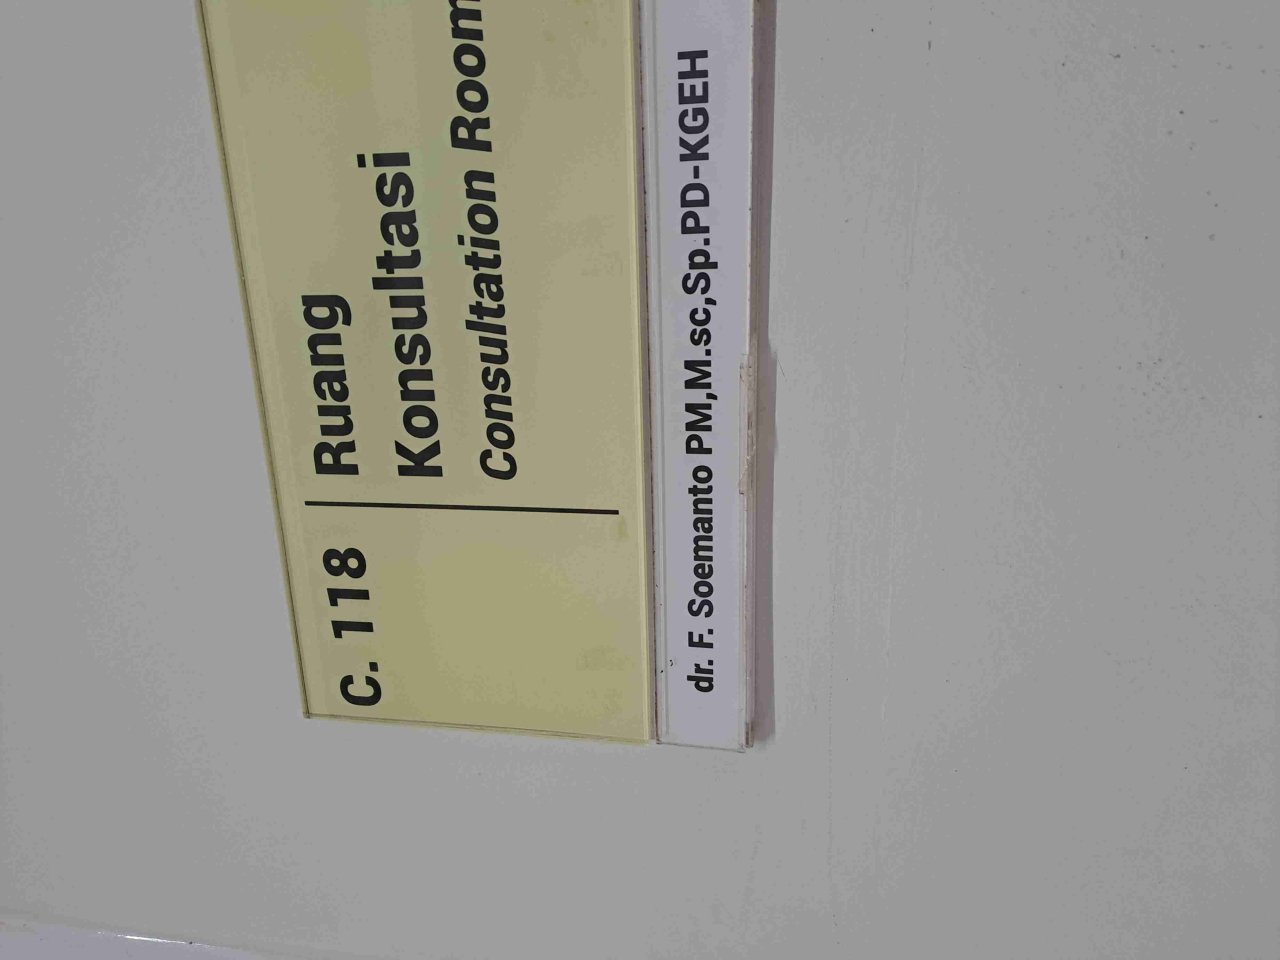 C. 118
Ruang
Konsultasi
Consultation Room
dr. F. Soemanto PM,M.sc,Sp.PD-KGEH